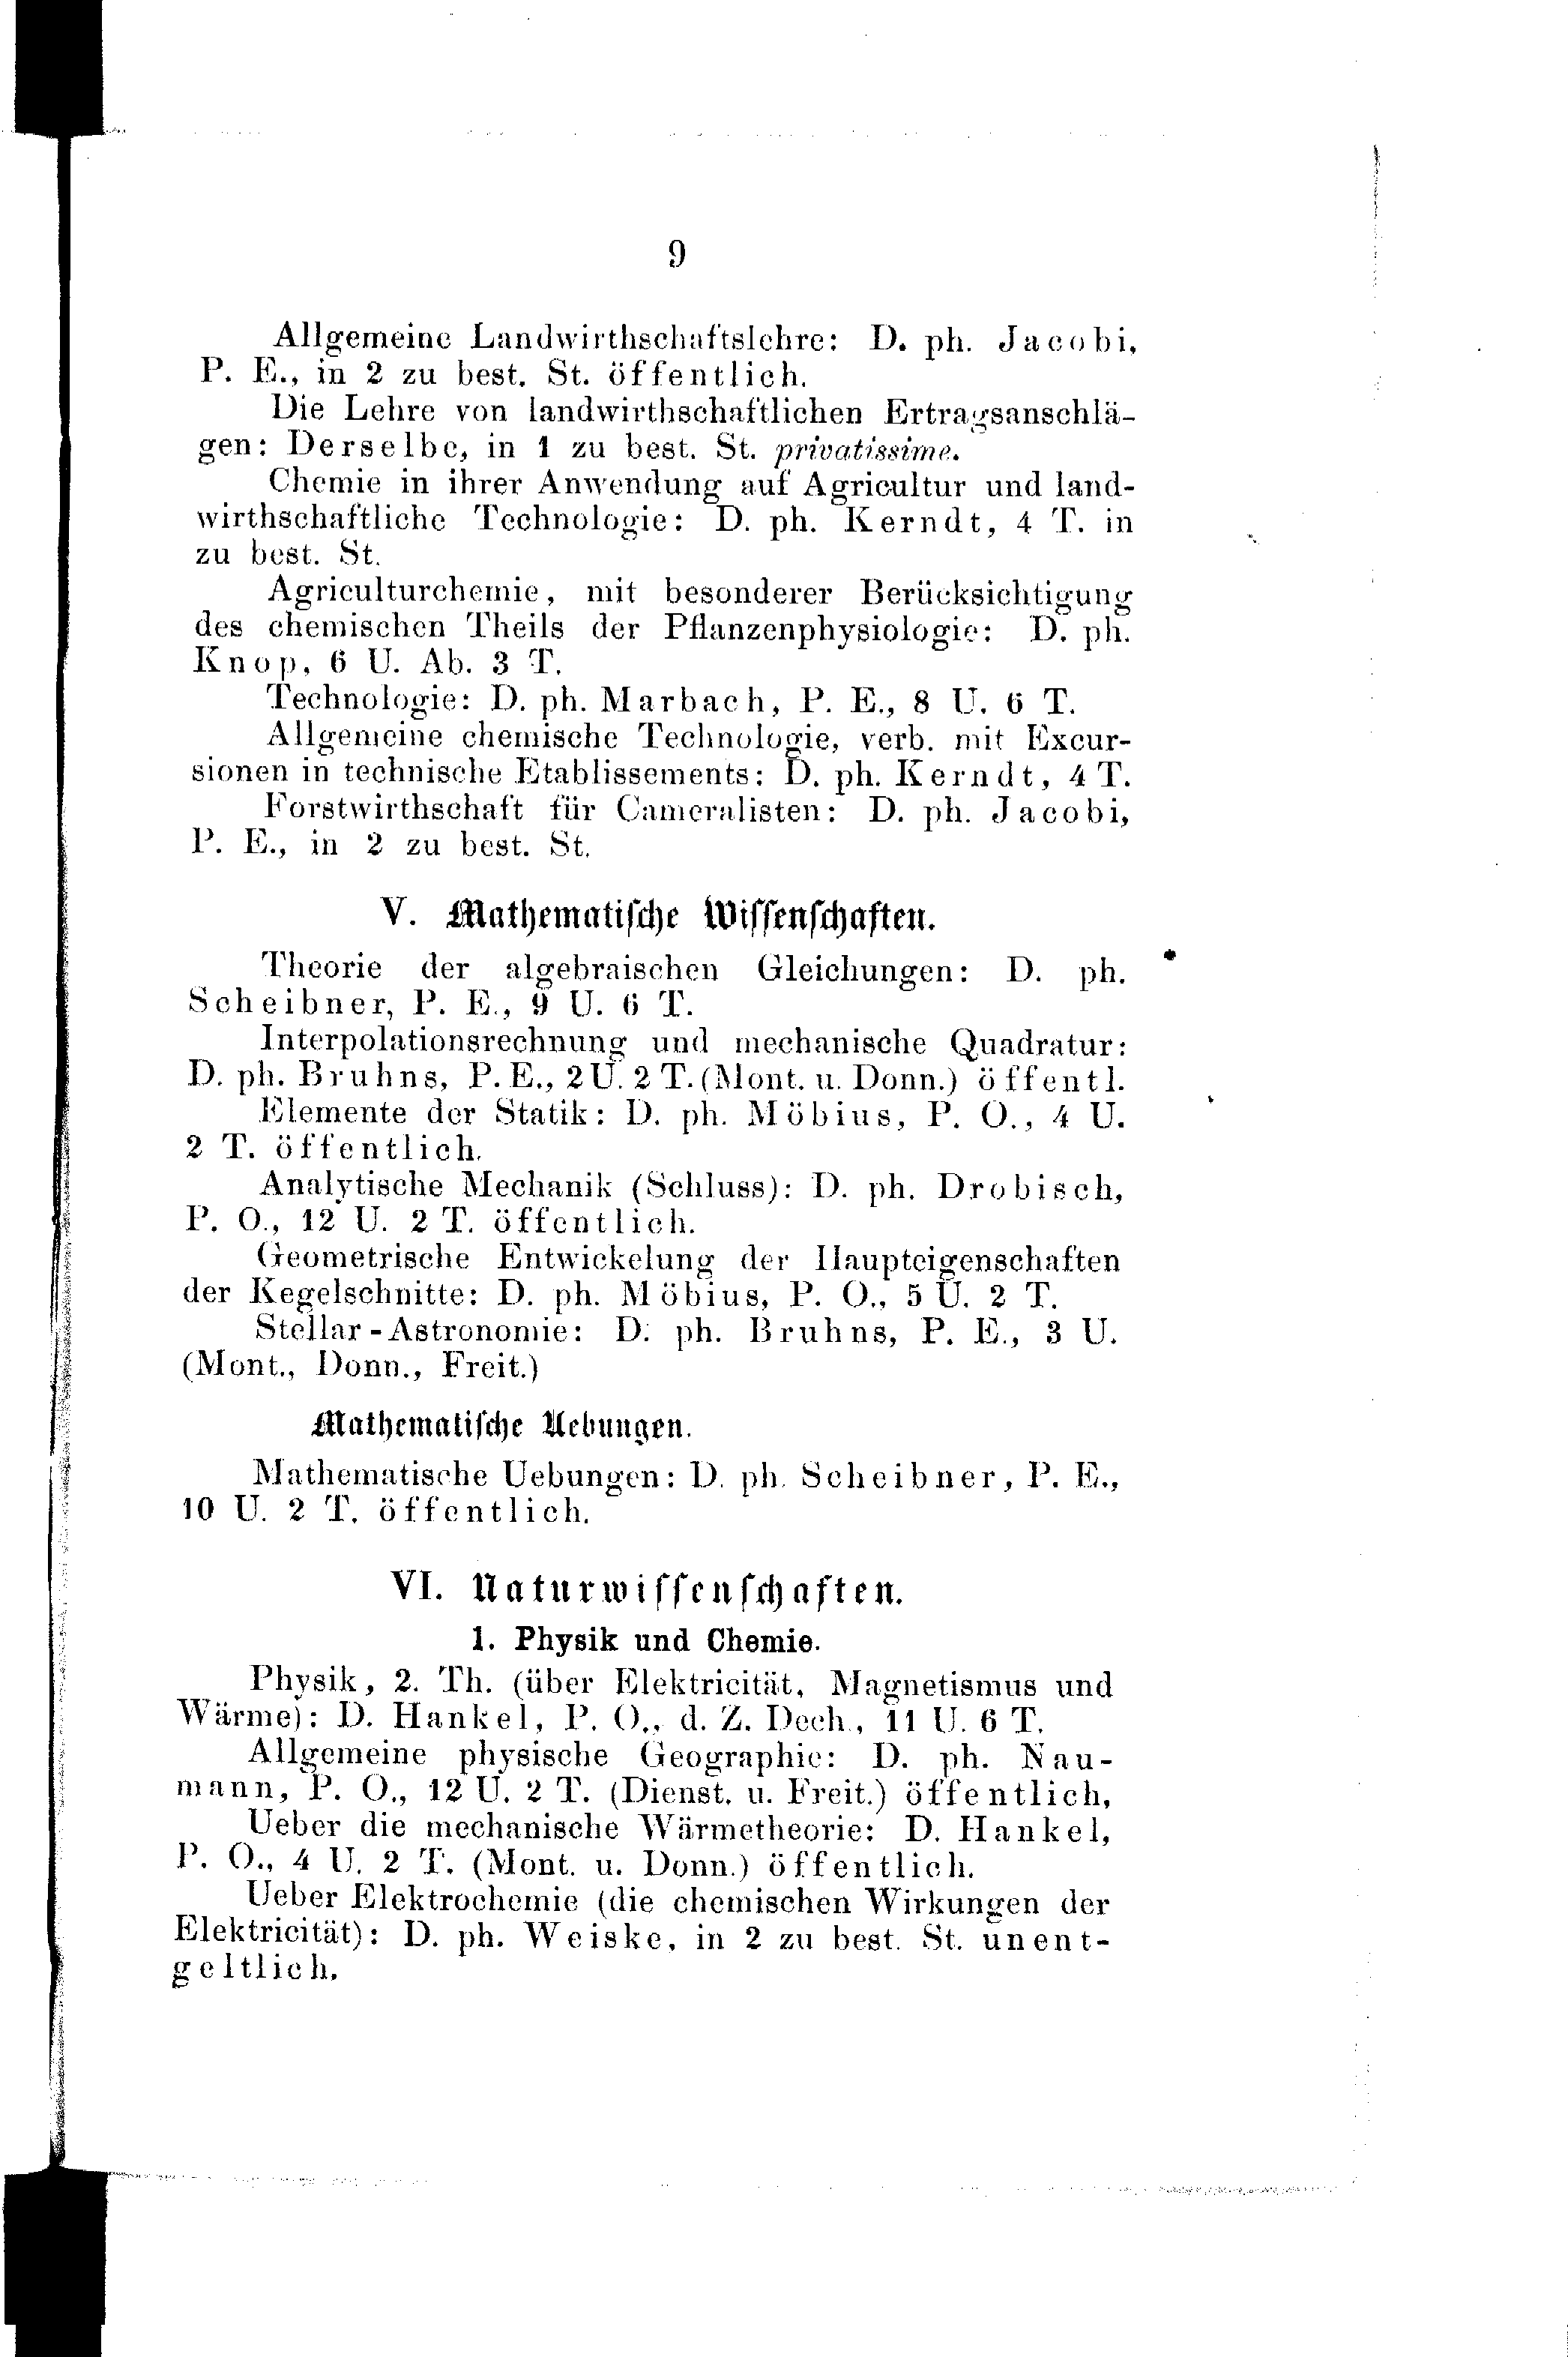 9
Allgemeine Landwirthschaftslehre: D. ph. Jacobi,
P. E., in 2 zu best. St. öffentlich.
Die Lehre von landwirthschaftlichen Ertragsanschlä-
gen: Derselbe, in 1 zu best. St. privatissime.
Chemie in ihrer Anwendung auf Agricultur und land-
wirthschaftliche Technologie: D. ph. Kerndt, 4 T. in
zu best. St.
Agriculturchemie, mit besonderer Berücksichtigung
des chemischen Theils der Pflanzenphysiologie: D. ph.
Knop, 6 U. Ab. 3 T.
Technologie: D. ph. Marbach, P. E., 8 U. 6 T.
Allgemeine chemische Technologie, verb. mit Excur-
sionen in technische Etablissements: D. ph. Kerndt, 4 T.
Forstwirthschaft für Cameralisten: D. ph. Jacobi,
P. E., in 2 zu best. St.
V. Mathematische Wissenschaften.
Theorie der algebraischen Gleichungen: D. ph.
Scheibner, P. E., 9 U. 6 T.
Interpolationsrechnung und mechanische Quadratur:
D. ph. Bruhns, P. E., 2 U. 2 T. (Mont. u. Donn.) öffentl.
Elemente der Statik: D. ph. Möbius, P. O., 4 U.
2 T. öffentlich.
Analytische Mechanik (Schluss): D. ph. Drobisch,
P. O., 12 U. 2 T. öffentlich.
Geometrische Entwickelung der Haupteigenschaften
der Kegelschnitte: D. ph. Möbius, P. O., 5 U. 2 T.
Stellar-Astronomie: D. ph. Bruhns, P. E., 3 U.
(Mont., Donn., Freit.)
Mathematische Uebungen.
Mathematische Uebungen: D. ph. Scheibner, P. E.,
10 U. 2 T. öffentlich.
VI. Naturwissenschaften.
1. Physik und Chemie.
Physik, 2. Th. (über Elektricität, Magnetismus und
Wärme): D. Hankel, P. O., d. Z. Dech., 11 U. 6 T.
Allgemeine physische Geographie: D. ph. Nau-
mann, P. O., 12 U. 2 T. (Dienst. u. Freit.) öffentlich,
Ueber die mechanische Wärmetheorie: D. Hankel,
P. O., 4 U. 2 T. (Mont. u. Donn.) öffentlich.
Ueber Elektrochemie (die chemischen Wirkungen der
Elektricität): D. ph. Weiske, in 2 zu best. St. unent-
geltlich.